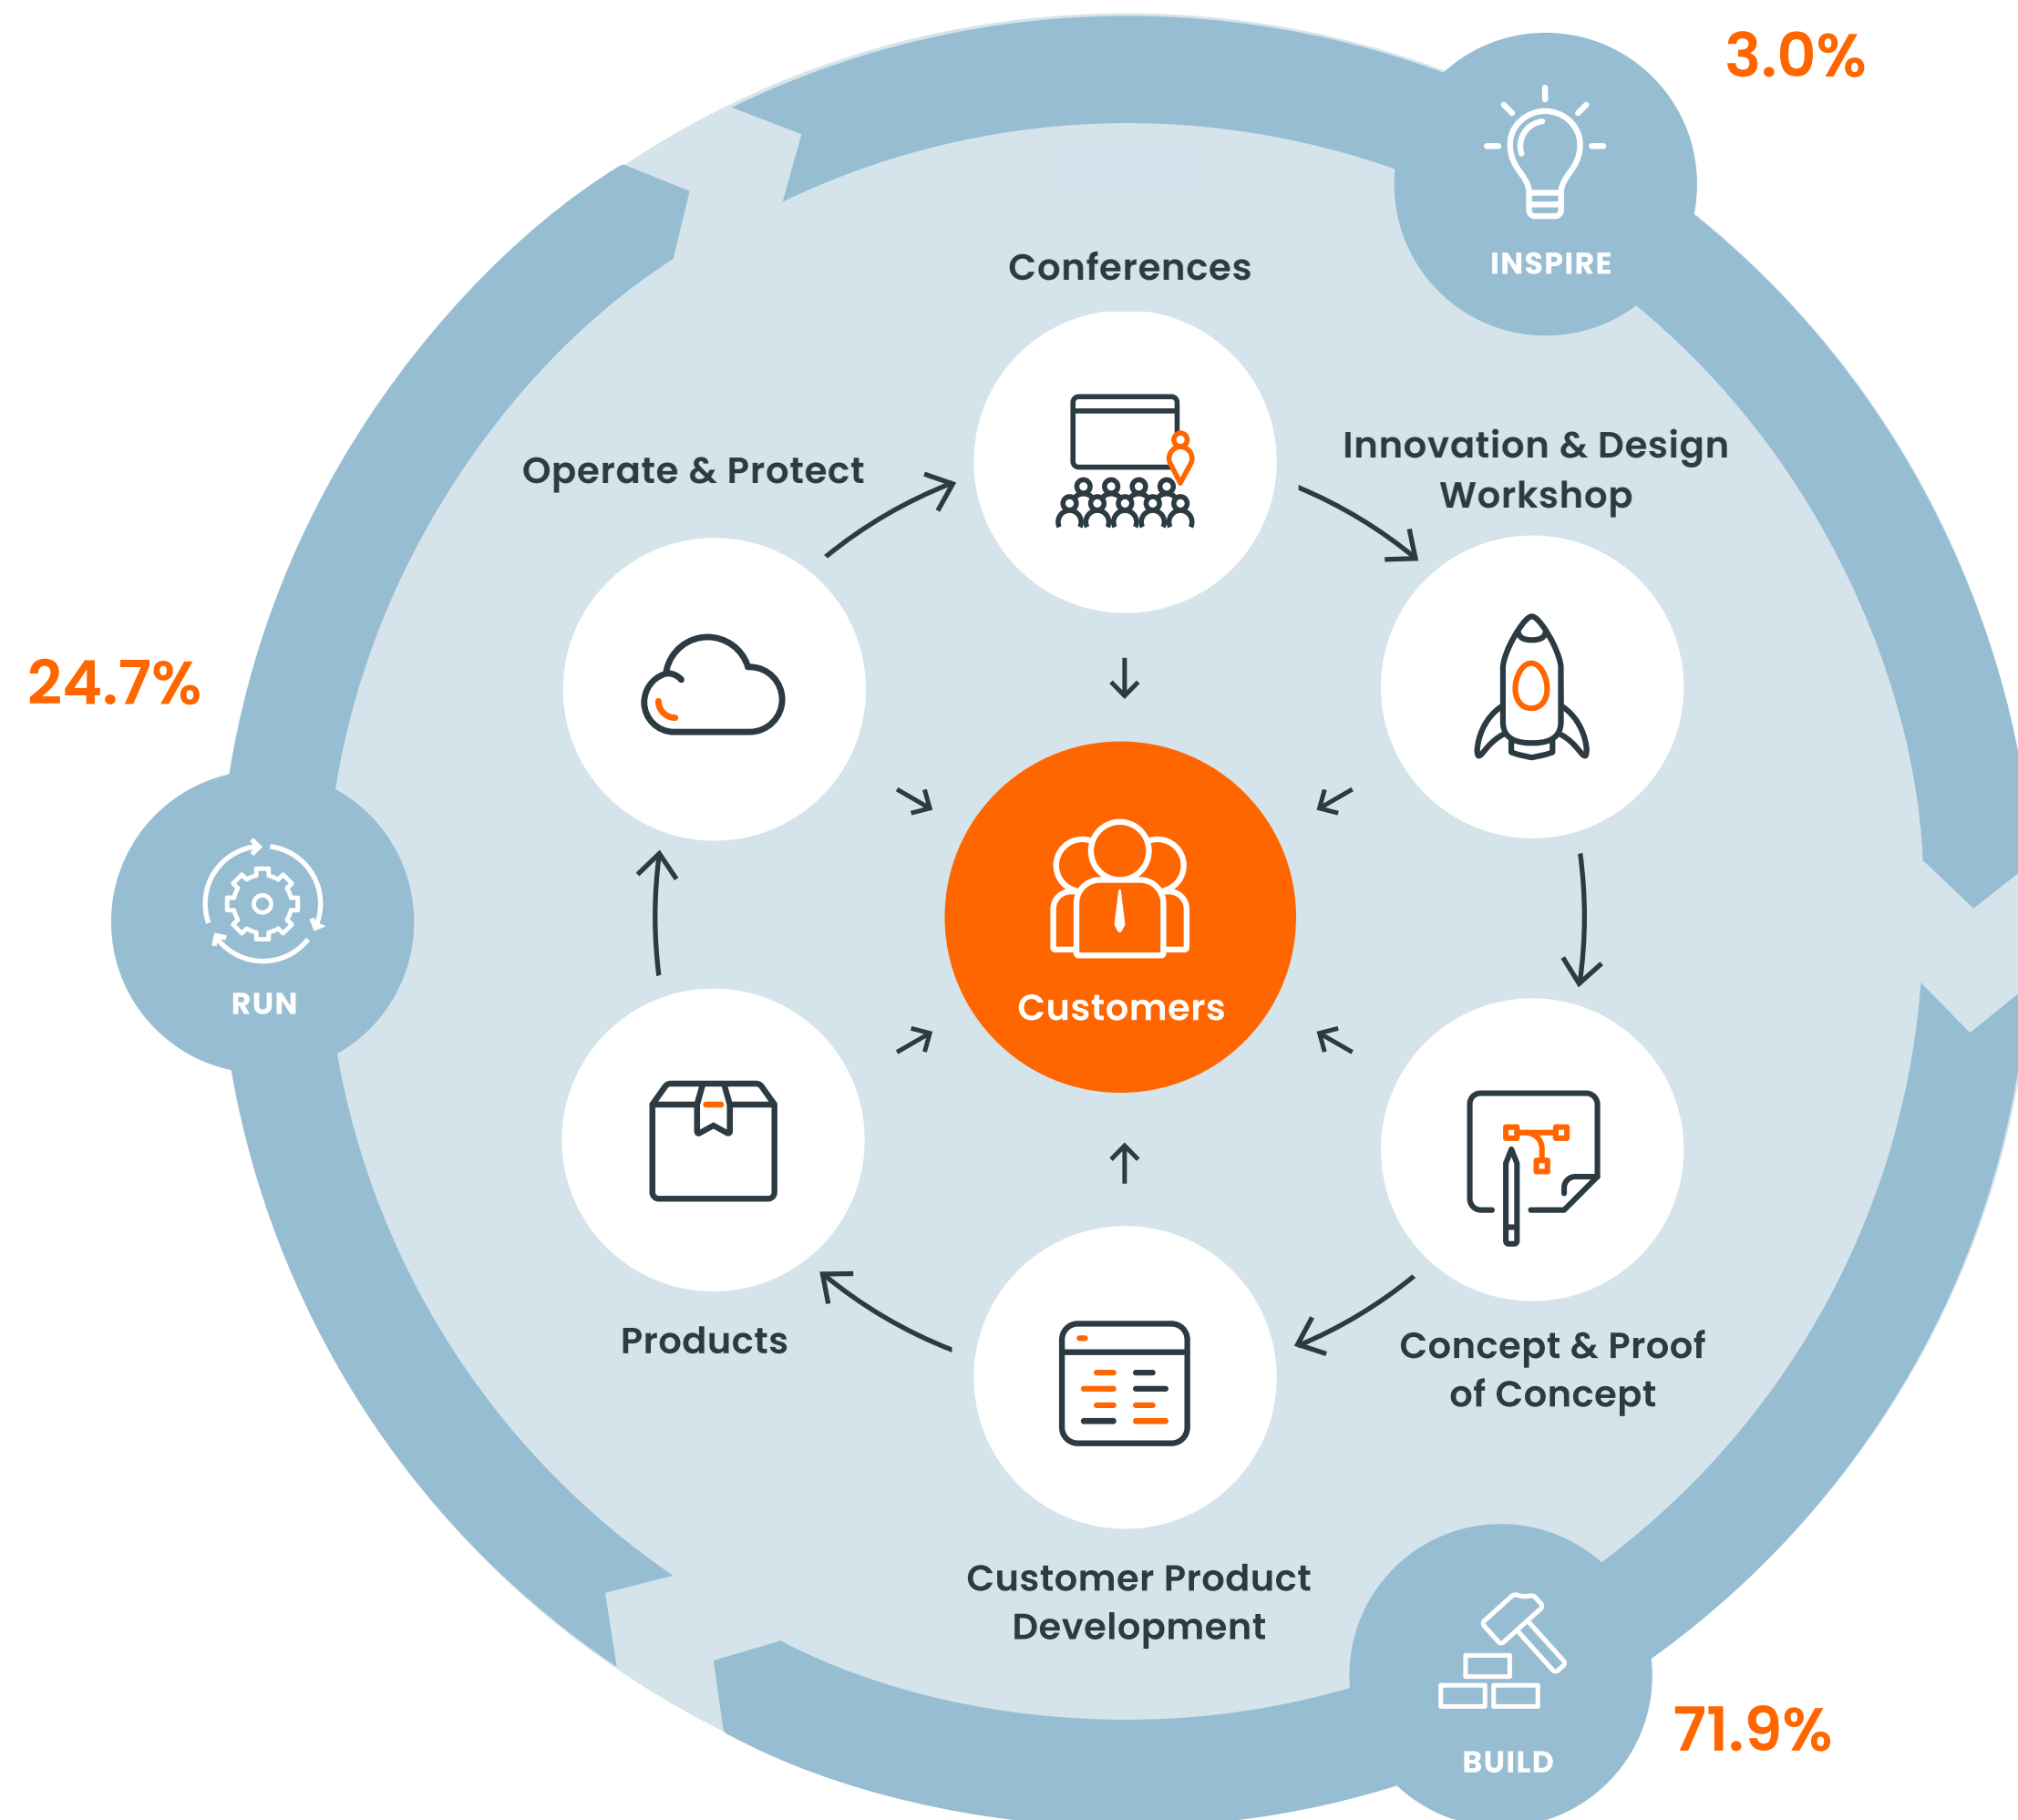 3.0%
INSPIRE
Conferences
Innovation & Design
Workshop
Operate & Protect
24.7%
RUN
Customers
Products
Concept & Proof
of Concept
Customer Product
Development
71.9%
BUILD